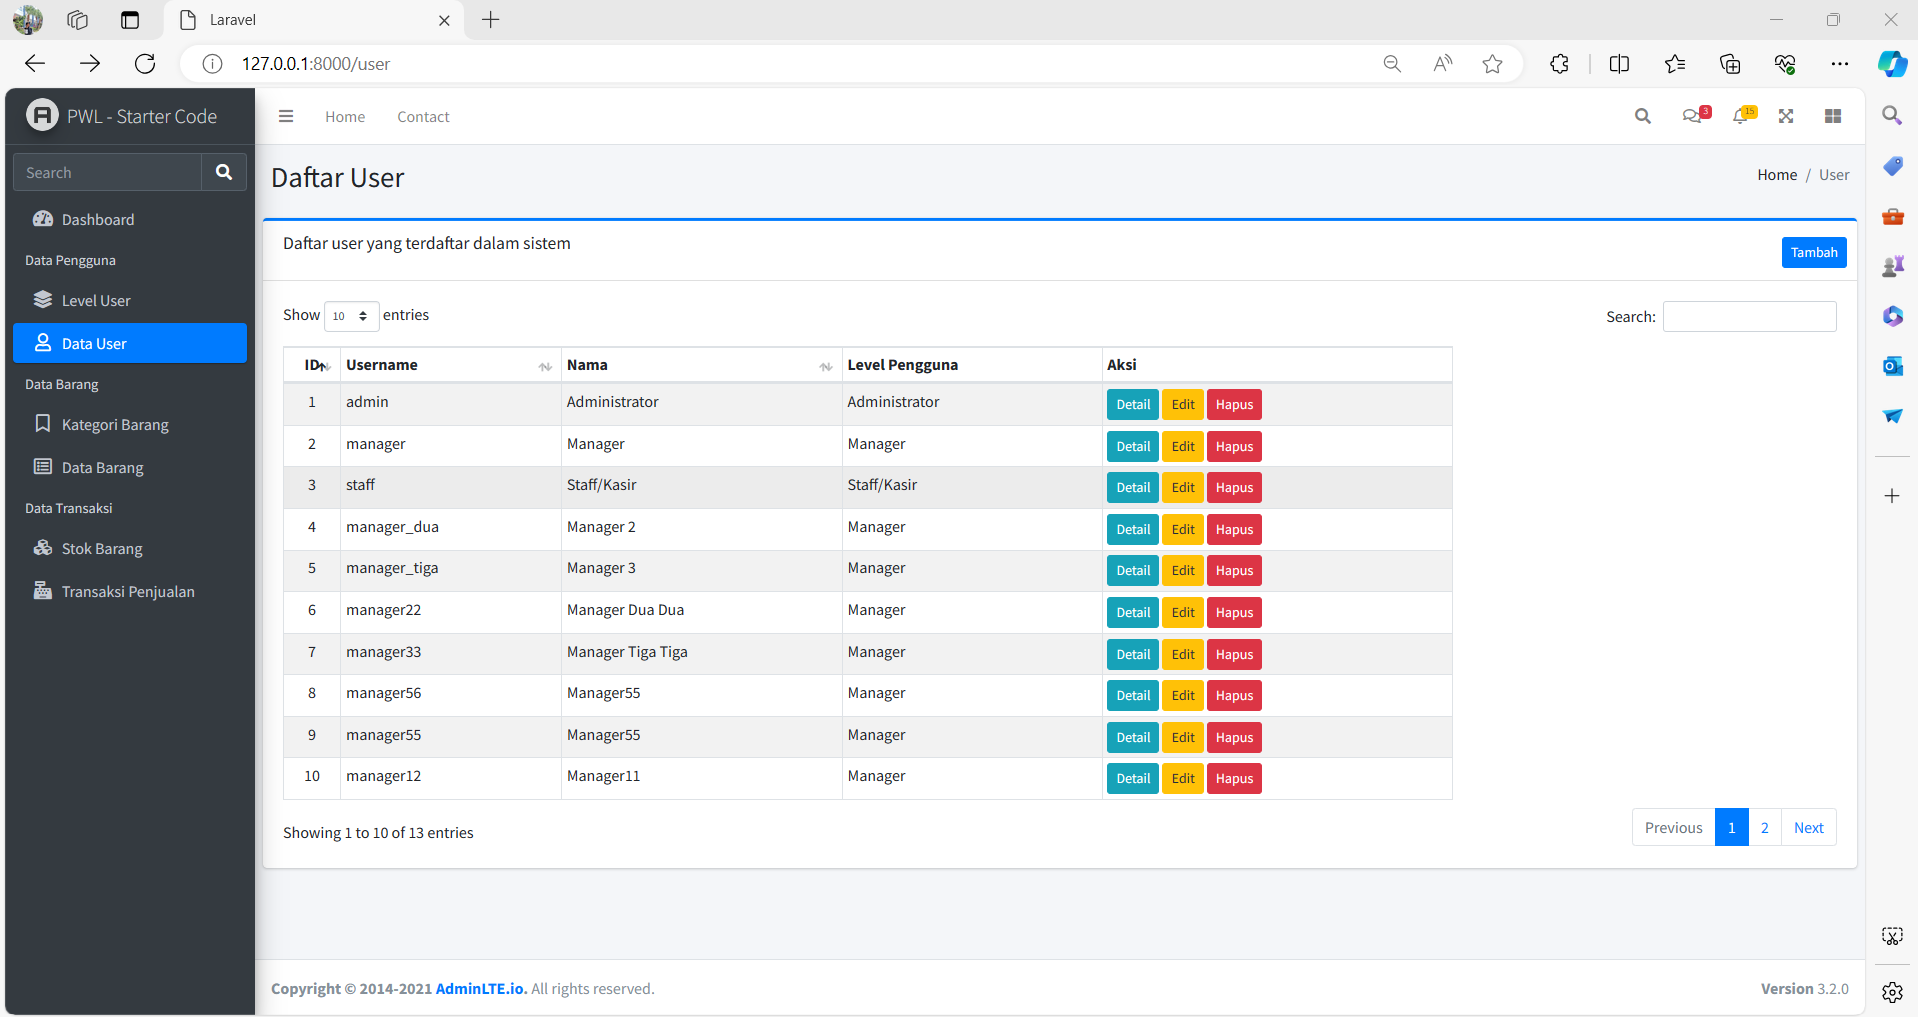 Laravel
127.0.0.1:8000/user
PWL - Starter Code
Home Contact
3
15
Search
Dashboard
Data Pengguna
Level User
Data User
Data Barang
Kategori Barang
Data Barang
Data Transaksi
Stok Barang
Transaksi Penjualan
Daftar User
Home / User
Daftar user yang terdaftar dalam sistem
Tambah
Show 10 entries
Search:
ID Username Nama Level Pengguna Aksi
1 admin Administrator Administrator Detail Edit Hapus
2 manager Manager Manager Detail Edit Hapus
3 staff Staff/Kasir Staff/Kasir Detail Edit Hapus
4 manager_dua Manager 2 Manager Detail Edit Hapus
5 manager_tiga Manager 3 Manager Detail Edit Hapus
6 manager22 Manager Dua Dua Manager Detail Edit Hapus
7 manager33 Manager Tiga Tiga Manager Detail Edit Hapus
8 manager56 Manager55 Manager Detail Edit Hapus
9 manager55 Manager55 Manager Detail Edit Hapus
10 manager12 Manager11 Manager Detail Edit Hapus
Showing 1 to 10 of 13 entries
Previous 1 2 Next
Copyright © 2014-2021 AdminLTE.io. All rights reserved.
Version 3.2.0